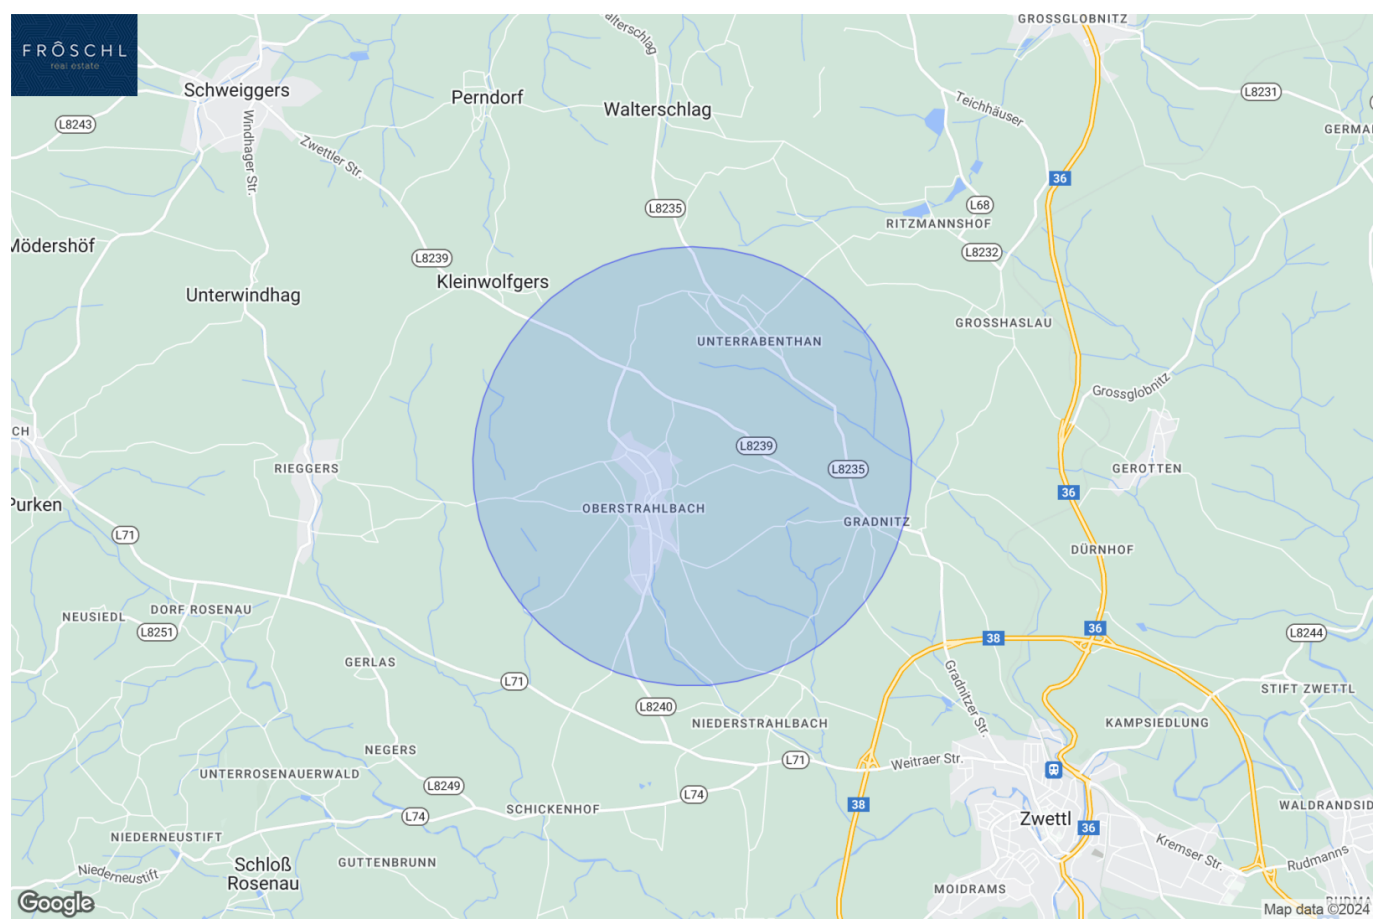 FRÖSCHL
real estate
GROSSGLOBNITZ
Walterschlag
Schweiggers
Perndorf
Walterschlag
L8231
Teichhäuser
L8243
Windhager Str.
Zwettler Str.
GERMA
36
L8235
L68
RITZMANNSHOF
Mödershöf
L8239
L8232
Kleinwolfgers
Unterwindhag
GROSSHASLAU
UNTERRABENTHAN
Grossglobnitz
CH
L8239
RIEGGERS
L8235
GEROTTEN
Purken
36
OBERSTRAHLBACH
GRADNITZ
L71
DÜRNHOF
DORF ROSENAU
NEUSIEDL
L8251
36
38
L8244
GERLAS
Gradnitzer Str.
L71
STIFT ZWETTL
L8240
NIEDERSTRAHLBACH
KAMPSIEDLUNG
NEGERS
L71
Weitraer Str.
UNTERROSENAUERWALD
L8249
L74
38
WALDRANDSIE
SCHICKENHOF
L74
Zwettl
36
NIEDERNEUSTIFT
Kremser Str.
Rudmanns
Schloß
Rosenau
GUTTENBRUNN
Niederneustift
MOIDRAMS
RUDMA
Google
Map data ©2024